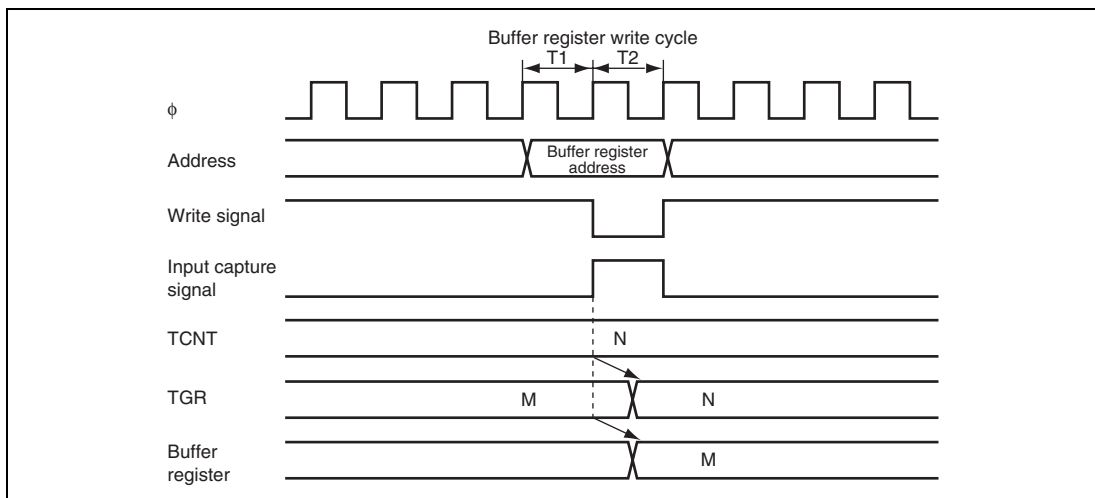 Buffer register write cycle
T1 T2
ϕ
Address
Buffer register
address
Write signal
Input capture
signal
TCNT
N
TGR
M N
Buffer
register
M